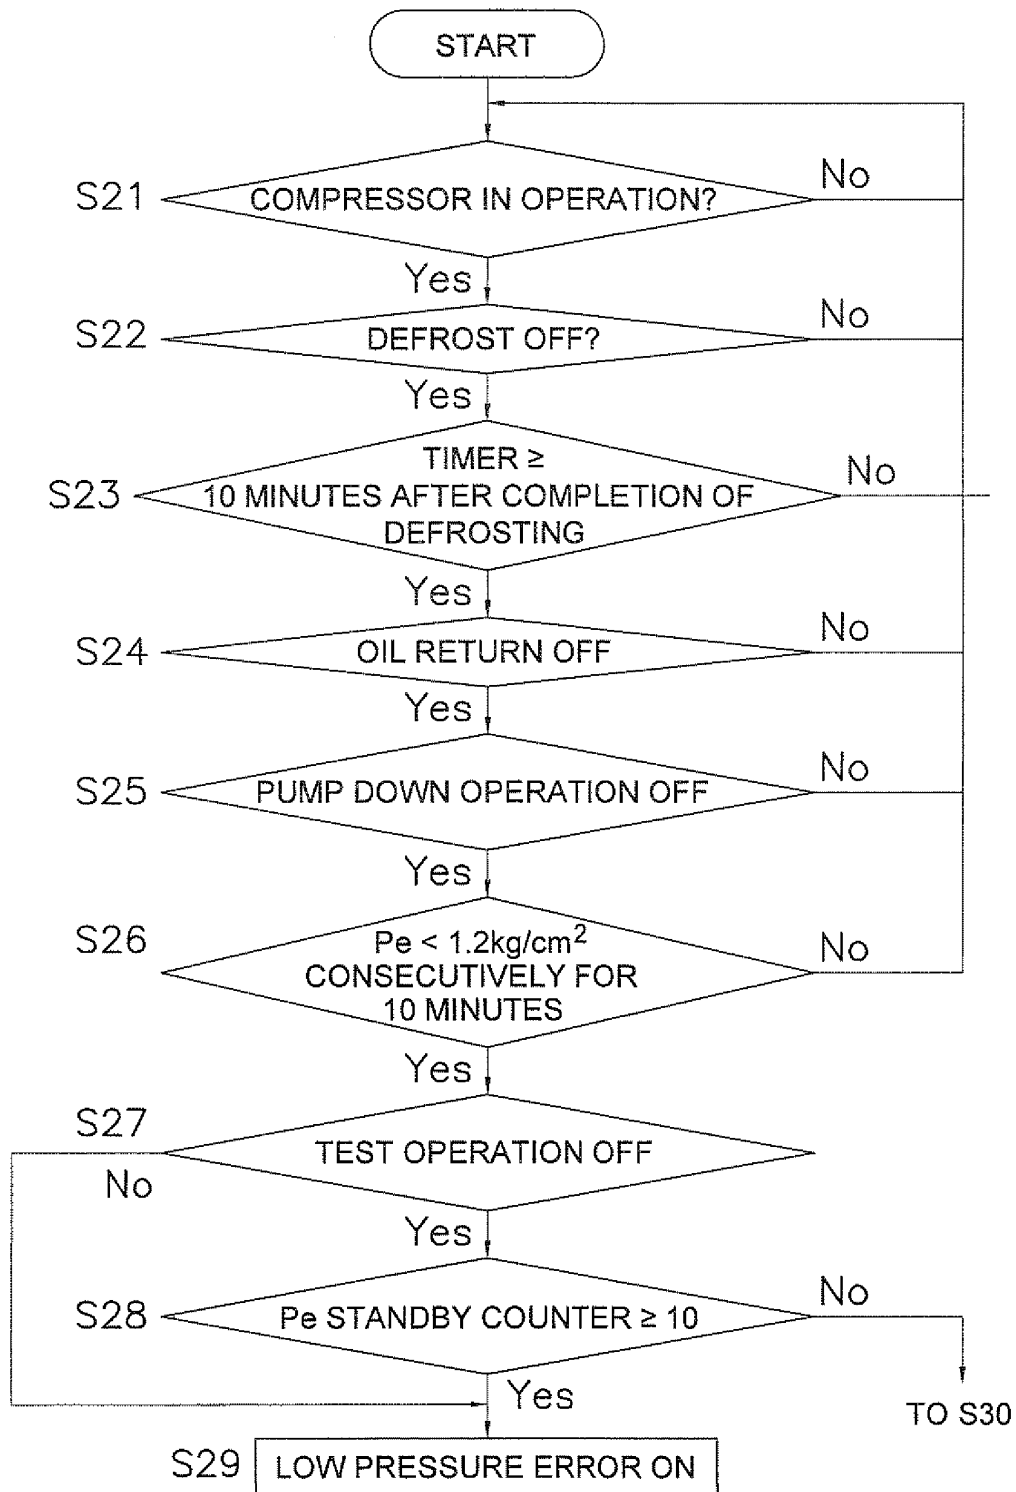 START
S21
COMPRESSOR IN OPERATION?
No
Yes
S22
DEFROST OFF?
No
Yes
S23
TIMER ≥
10 MINUTES AFTER COMPLETION OF
DEFROSTING
No
Yes
S24
OIL RETURN OFF
No
Yes
S25
PUMP DOWN OPERATION OFF
No
Yes
S26
Pe < 1.2kg/cm²
CONSECUTIVELY FOR
10 MINUTES
No
Yes
S27
TEST OPERATION OFF
No
Yes
S28
Pe STANDBY COUNTER ≥ 10
No
Yes
TO S30
S29
LOW PRESSURE ERROR ON